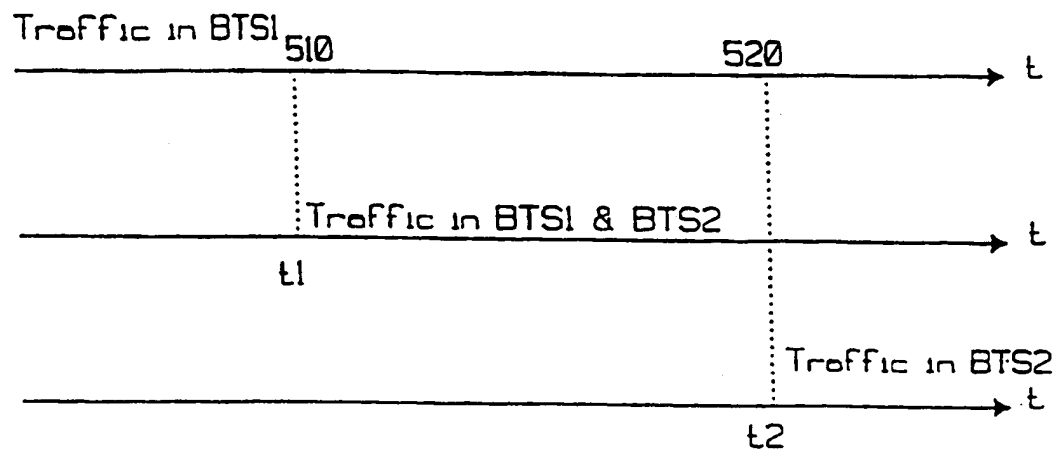 Traffic in BTS1
510
520
t
Traffic in BTS1 & BTS2
t
t1
Traffic in BTS2
t
t2